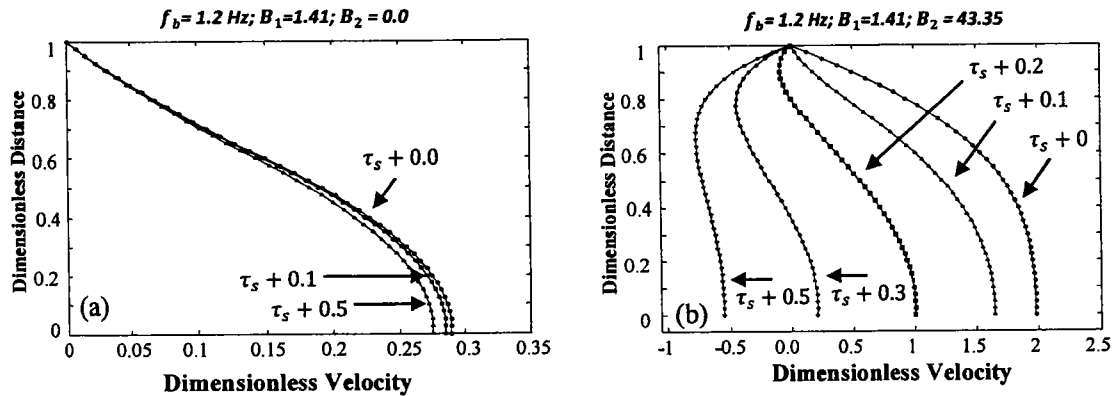 f_b= 1.2 Hz; B₁=1.41; B₂ = 0.0
Dimensionless Distance
1
0.8
0.6
0.4
0.2
0
τ_s + 0.0
τ_s + 0.1
τ_s + 0.5
(a)
0 0.05 0.1 0.15 0.2 0.25 0.3 0.35
Dimensionless Velocity
f_b= 1.2 Hz; B₁=1.41; B₂ = 43.35
Dimensionless Distance
1
0.8
0.6
0.4
0.2
0
τ_s + 0.2
τ_s + 0.1
τ_s + 0
τ_s + 0.5
τ_s + 0.3
(b)
-1 -0.5 0.0 0.5 1 1.5 2 2.5
Dimensionless Velocity